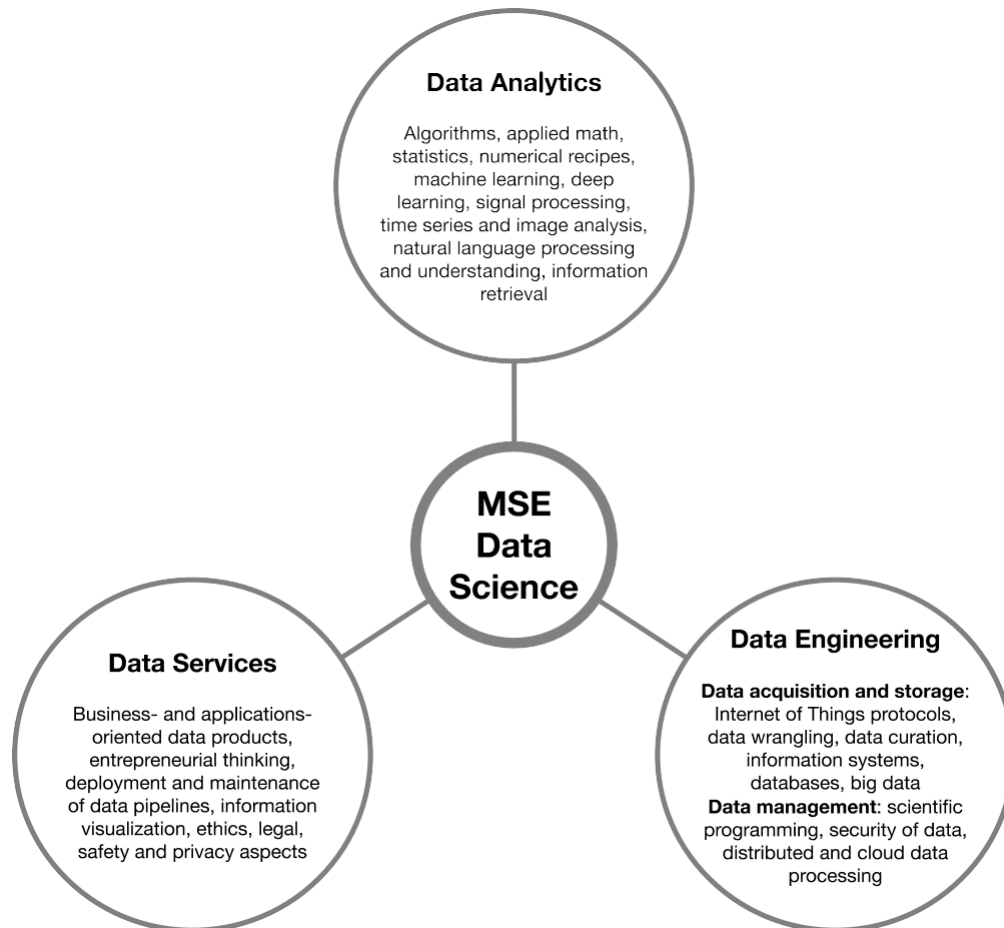 Data Analytics
Algorithms, applied math,
statistics, numerical recipes,
machine learning, deep
learning, signal processing,
time series and image analysis,
natural language processing
and understanding, information
retrieval
MSE
Data
Science
Data Services
Business- and applications-
oriented data products,
entrepreneurial thinking,
deployment and maintenance
of data pipelines, information
visualization, ethics, legal,
safety and privacy aspects
Data Engineering
Data acquisition and storage:
Internet of Things protocols,
data wrangling, data curation,
information systems,
databases, big data
Data management: scientific
programming, security of data,
distributed and cloud data
processing